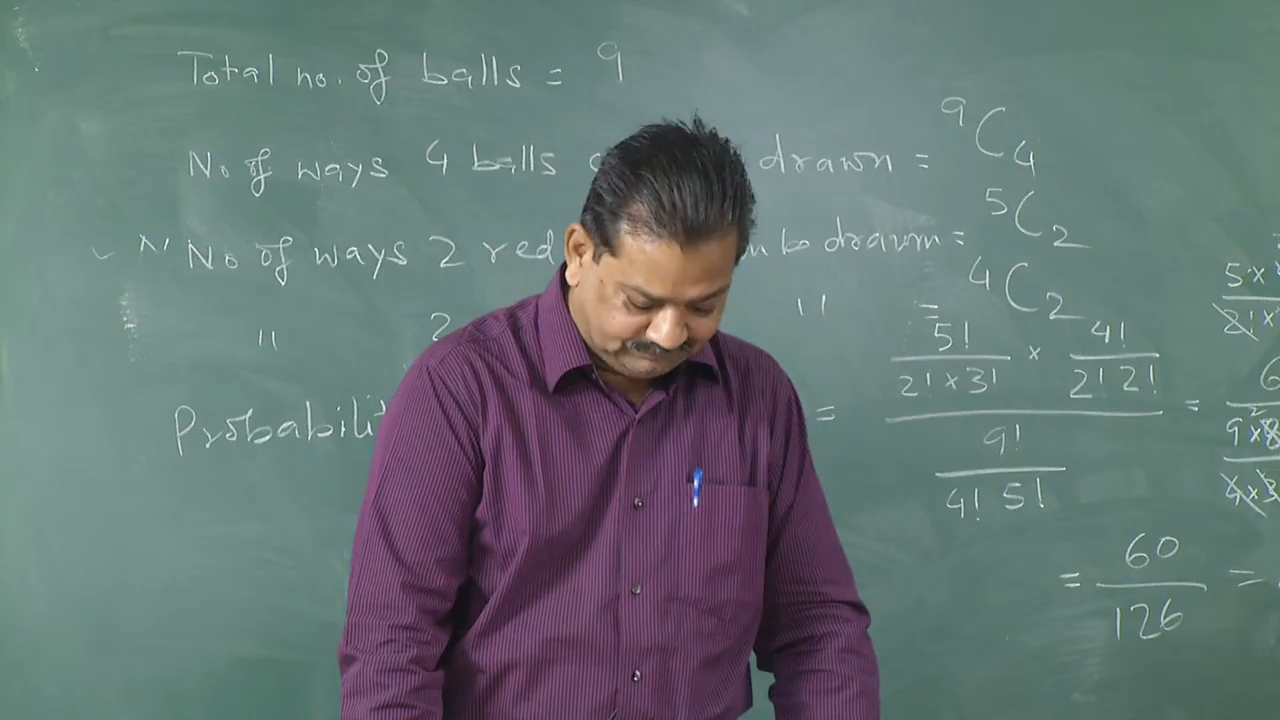 Total no. of balls = 9
No of ways 4 balls drawn = 9C4
No of ways 2 red be drawn = 5C2
" 2 " = 4C2
Probabili = 5! / 2! × 3! × 4! / 2! 2! =
9! / 4! 5!
= 60 / 126 =